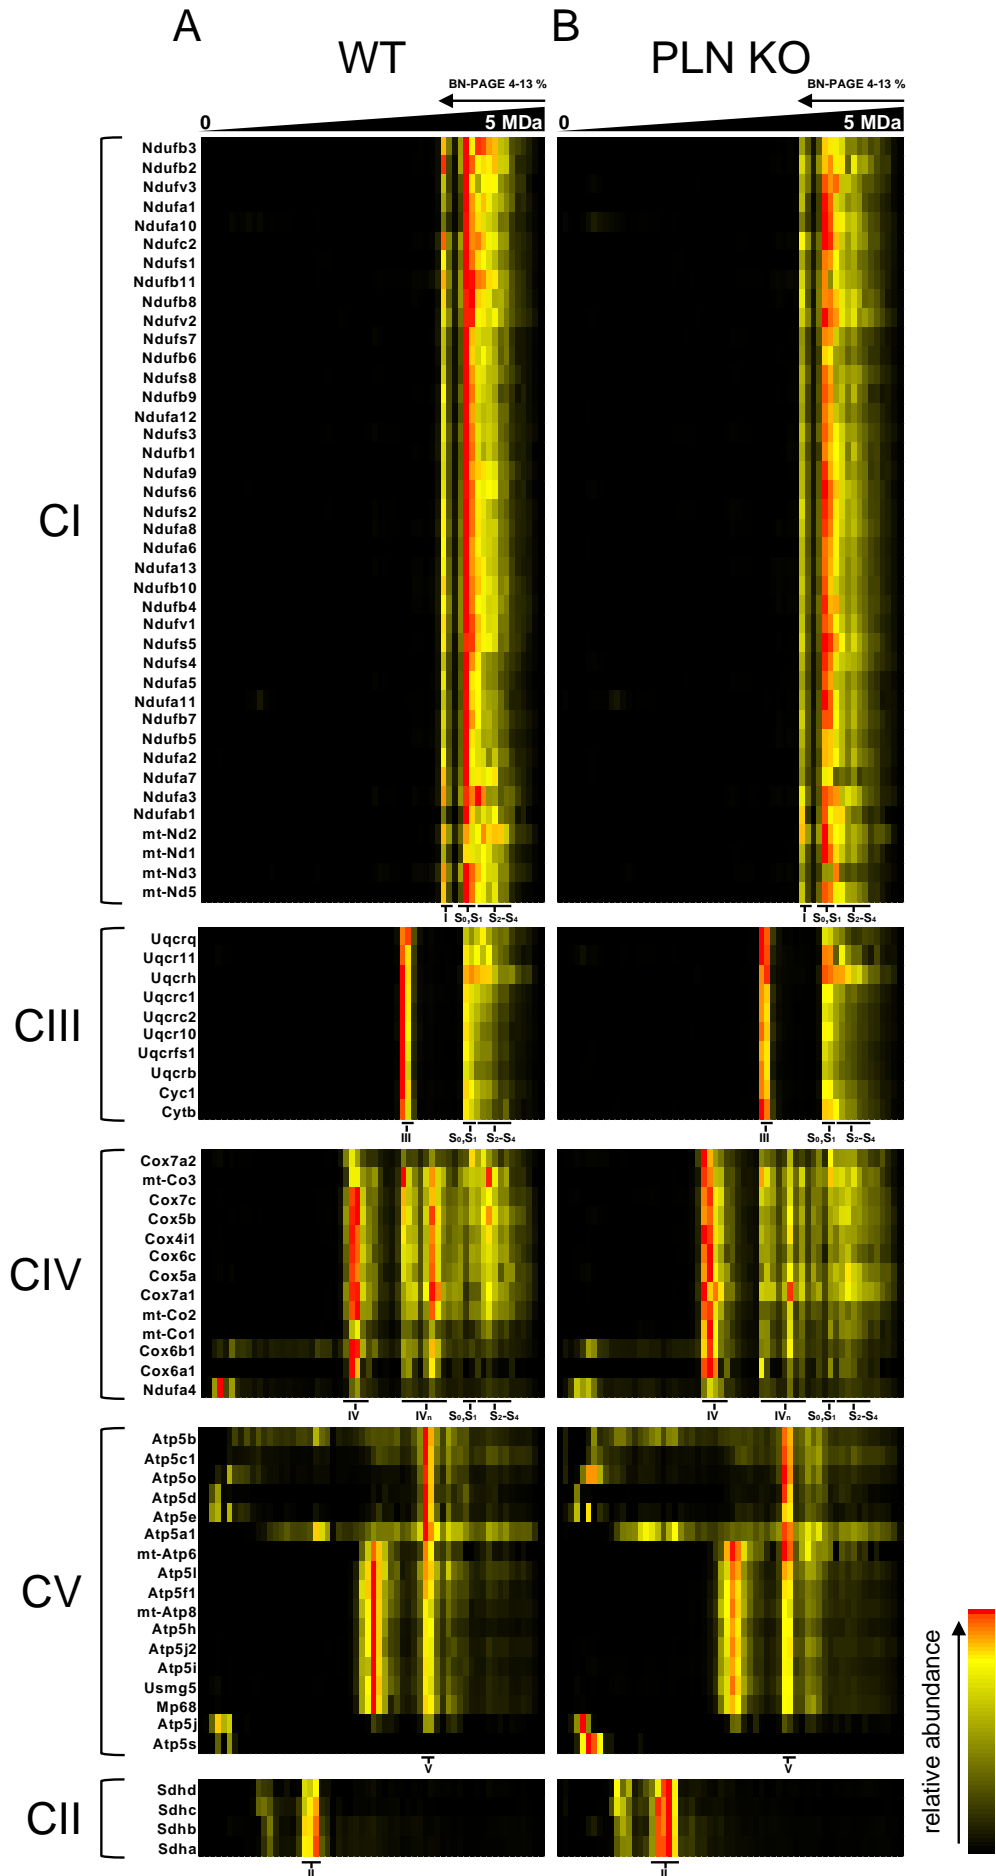 A B
WT PLN KO
BN-PAGE 4-13 % BN-PAGE 4-13 %
0 5 MDa 0 5 MDa
CI
Ndufb3
Ndufb2
Ndufv3
Ndufa1
Ndufa10
Ndufc2
Ndufs1
Ndufb11
Ndufb8
Ndufv2
Ndufs7
Ndufb6
Ndufs8
Ndufb9
Ndufa12
Ndufs3
Ndufb1
Ndufa9
Ndufs6
Ndufs2
Ndufa8
Ndufa6
Ndufa13
Ndufb10
Ndufb4
Ndufv1
Ndufs5
Ndufs4
Ndufa5
Ndufa11
Ndufb7
Ndufb5
Ndufa2
Ndufa7
Ndufa3
Ndufab1
mt-Nd2
mt-Nd1
mt-Nd3
mt-Nd5
I S₀,S₁ S₂-S₄ I S₀,S₁ S₂-S₄
CIII
Uqcrq
Uqcr11
Uqcrh
Uqcrc1
Uqcrc2
Uqcr10
Uqcrfs1
Uqcrb
Cyc1
Cytb
III S₀,S₁ S₂-S₄ III S₀,S₁ S₂-S₄
CIV
Cox7a2
mt-Co3
Cox7c
Cox5b
Cox4i1
Cox6c
Cox5a
Cox7a1
mt-Co2
mt-Co1
Cox6b1
Cox6a1
Ndufa4
IV IVₙ S₀,S₁ S₂-S₄ IV IVₙ S₀,S₁ S₂-S₄
CV
Atp5b
Atp5c1
Atp5o
Atp5d
Atp5e
Atp5a1
mt-Atp6
Atp5l
Atp5f1
mt-Atp8
Atp5h
Atp5j2
Atp5i
Usmg5
Mp68
Atp5j
Atp5s
V V
CII
Sdhd
Sdhc
Sdhb
Sdha
II II
relative abundance